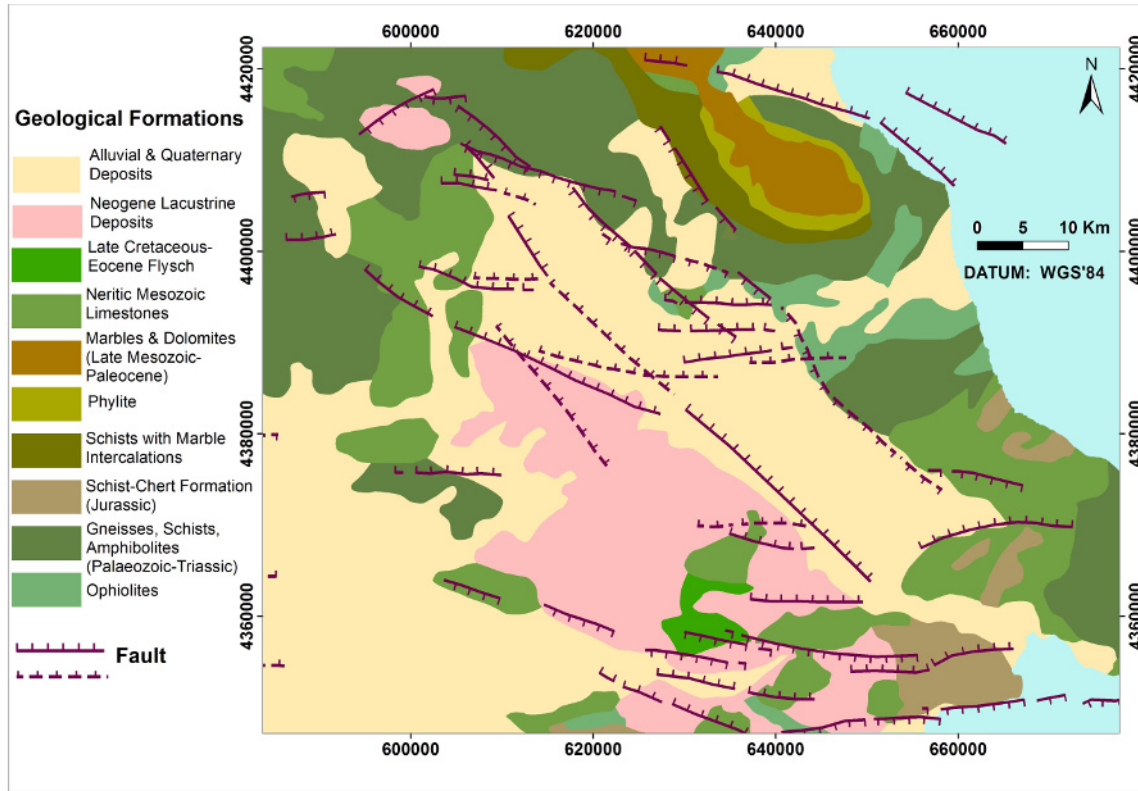 600000
620000
640000
660000
4420000
4420000
N
Geological Formations
Alluvial & Quaternary
Deposits
Neogene Lacustrine
Deposits
Late Cretaceous-
Eocene Flysch
Neritic Mesozoic
Limestones
Marbles & Dolomites
(Late Mesozoic-
Paleocene)
Phylite
Schists with Marble
Intercalations
Schist-Chert Formation
(Jurassic)
Gneisses, Schists,
Amphibolites
(Palaeozoic-Triassic)
Ophiolites
Fault
0 5 10 Km
DATUM: WGS'84
4400000
4400000
4380000
4380000
4360000
4360000
600000
620000
640000
660000